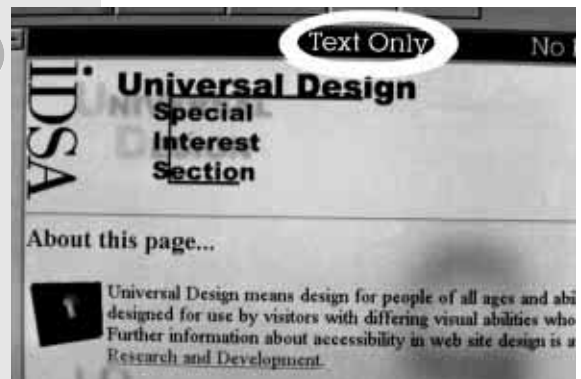 Text Only
No
iDSA
Universal Design
Special
Interest
Section
UNIVERSAL
DESIGN
About this page...
Universal Design means design for people of all ages and abi
designed for use by visitors with differing visual abilities who
Further information about accessibility in web site design is a
Research and Development.